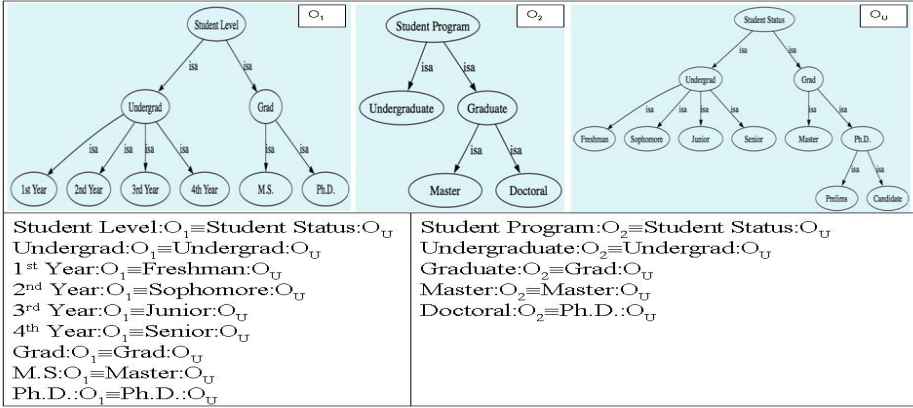 O1
Student Level
isa isa
Undergrad Grad
isa isa isa isa isa isa
1st Year 2nd Year 3rd Year 4th Year M.S. Ph.D.
O2
Student Program
isa isa
Undergraduate Graduate
isa isa
Master Doctoral
OU
Student Status
isa isa
Undergrad Grad
isa isa isa isa isa isa
Freshman Sophomore Junior Senior Master Ph.D.
isa isa
Prelims Candidate
Student Level:O1≡Student Status:OU
Undergrad:O1≡Undergrad:OU
1st Year:O1≡Freshman:OU
2nd Year:O1≡Sophomore:OU
3rd Year:O1≡Junior:OU
4th Year:O1≡Senior:OU
Grad:O1≡Grad:OU
M.S:O1≡Master:OU
Ph.D.:O1≡Ph.D.:OU
Student Program:O2≡Student Status:OU
Undergraduate:O2≡Undergrad:OU
Graduate:O2≡Grad:OU
Master:O2≡Master:OU
Doctoral:O2≡Ph.D.:OU